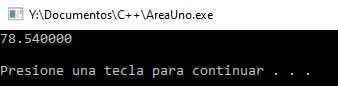 Y:\Documentos\C++\AreaUno.exe
78.540000
Presione una tecla para continuar . . .